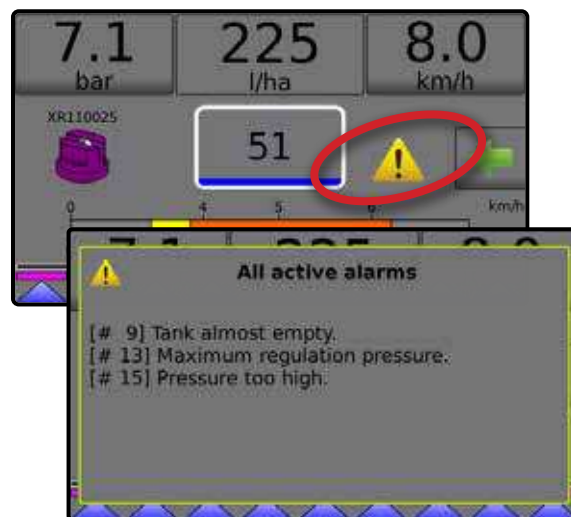 7.1 225 8.0
bar l/ha km/h
XR110025
51
0 4 5 6 km/h
All active alarms
[# 9] Tank almost empty.
[# 13] Maximum regulation pressure.
[# 15] Pressure too high.